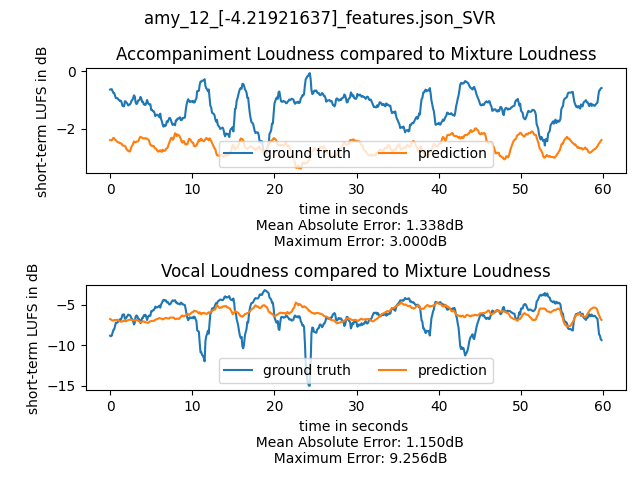 amy_12_[-4.21921637]_features.json_SVR
Accompaniment Loudness compared to Mixture Loudness
short-term LUFS in dB
0
−2
ground truth
prediction
0 10 20 30 40 50 60
time in seconds
Mean Absolute Error: 1.338dB
Maximum Error: 3.000dB
Vocal Loudness compared to Mixture Loudness
short-term LUFS in dB
−5
−10
−15
ground truth
prediction
0 10 20 30 40 50 60
time in seconds
Mean Absolute Error: 1.150dB
Maximum Error: 9.256dB